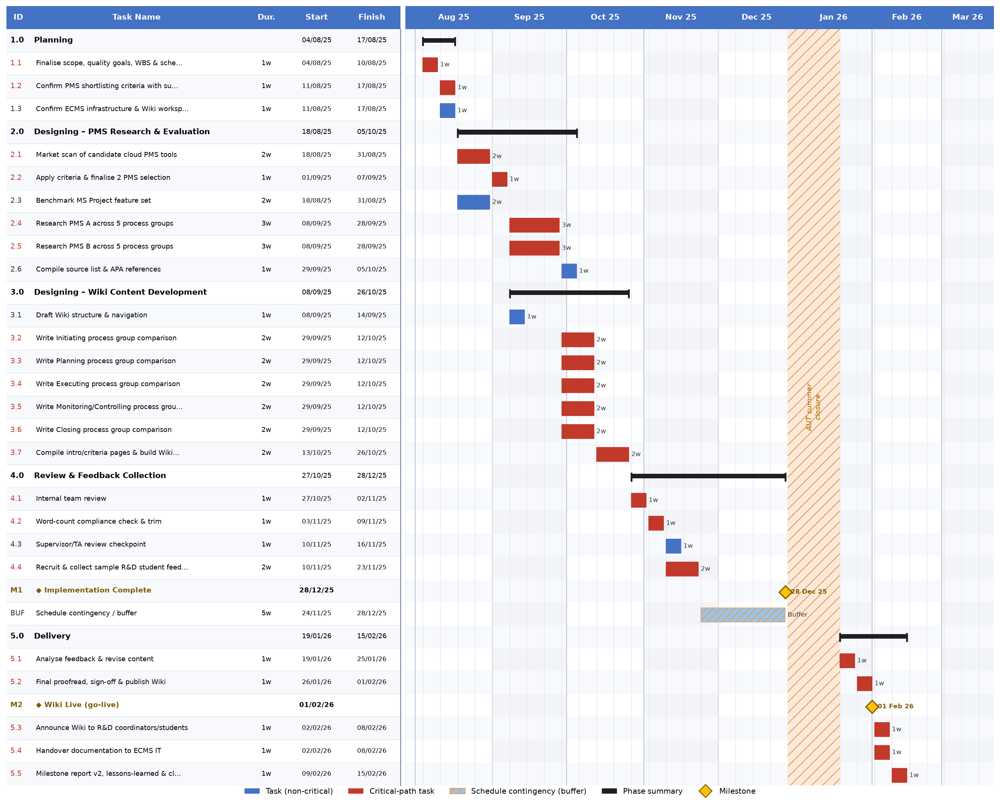 ID Task Name Dur. Start Finish Aug 25 Sep 25 Oct 25 Nov 25 Dec 25 Jan 26 Feb 26 Mar 26
1.0 Planning 04/08/25 17/08/25
1.1 Finalise scope, quality goals, WBS & sche... 1w 04/08/25 10/08/25 1w
1.2 Confirm PMS shortlisting criteria with su... 1w 11/08/25 17/08/25 1w
1.3 Confirm ECMS infrastructure & Wiki worksp... 1w 11/08/25 17/08/25 1w
2.0 Designing – PMS Research & Evaluation 18/08/25 05/10/25
2.1 Market scan of candidate cloud PMS tools 2w 18/08/25 31/08/25 2w
2.2 Apply criteria & finalise 2 PMS selection 1w 01/09/25 07/09/25 1w
2.3 Benchmark MS Project feature set 2w 18/08/25 31/08/25 2w
2.4 Research PMS A across 5 process groups 3w 08/09/25 28/09/25 3w
2.5 Research PMS B across 5 process groups 3w 08/09/25 28/09/25 3w
2.6 Compile source list & APA references 1w 29/09/25 05/10/25 1w
3.0 Designing – Wiki Content Development 08/09/25 26/10/25
3.1 Draft Wiki structure & navigation 1w 08/09/25 14/09/25 1w
3.2 Write Initiating process group comparison 2w 29/09/25 12/10/25 2w
3.3 Write Planning process group comparison 2w 29/09/25 12/10/25 2w
3.4 Write Executing process group comparison 2w 29/09/25 12/10/25 2w
3.5 Write Monitoring/Controlling process grou... 2w 29/09/25 12/10/25 2w
3.6 Write Closing process group comparison 2w 29/09/25 12/10/25 2w
3.7 Compile intro/criteria pages & build Wiki... 2w 13/10/25 26/10/25 2w
AUT summer
closure
4.0 Review & Feedback Collection 27/10/25 28/12/25
4.1 Internal team review 1w 27/10/25 02/11/25 1w
4.2 Word-count compliance check & trim 1w 03/11/25 09/11/25 1w
4.3 Supervisor/TA review checkpoint 1w 10/11/25 16/11/25 1w
4.4 Recruit & collect sample R&D student feed... 2w 10/11/25 23/11/25 2w
M1 ◆ Implementation Complete 28/12/25 28 Dec 25
BUF Schedule contingency / buffer 5w 24/11/25 28/12/25 Buffer
5.0 Delivery 19/01/26 15/02/26
5.1 Analyse feedback & revise content 1w 19/01/26 25/01/26 1w
5.2 Final proofread, sign-off & publish Wiki 1w 26/01/26 01/02/26 1w
M2 ◆ Wiki Live (go-live) 01/02/26 01 Feb 26
5.3 Announce Wiki to R&D coordinators/students 1w 02/02/26 08/02/26 1w
5.4 Handover documentation to ECMS IT 1w 02/02/26 08/02/26 1w
5.5 Milestone report v2, lessons-learned & cl... 1w 09/02/26 15/02/26 1w
Task (non-critical) Critical-path task Schedule contingency (buffer) Phase summary Milestone